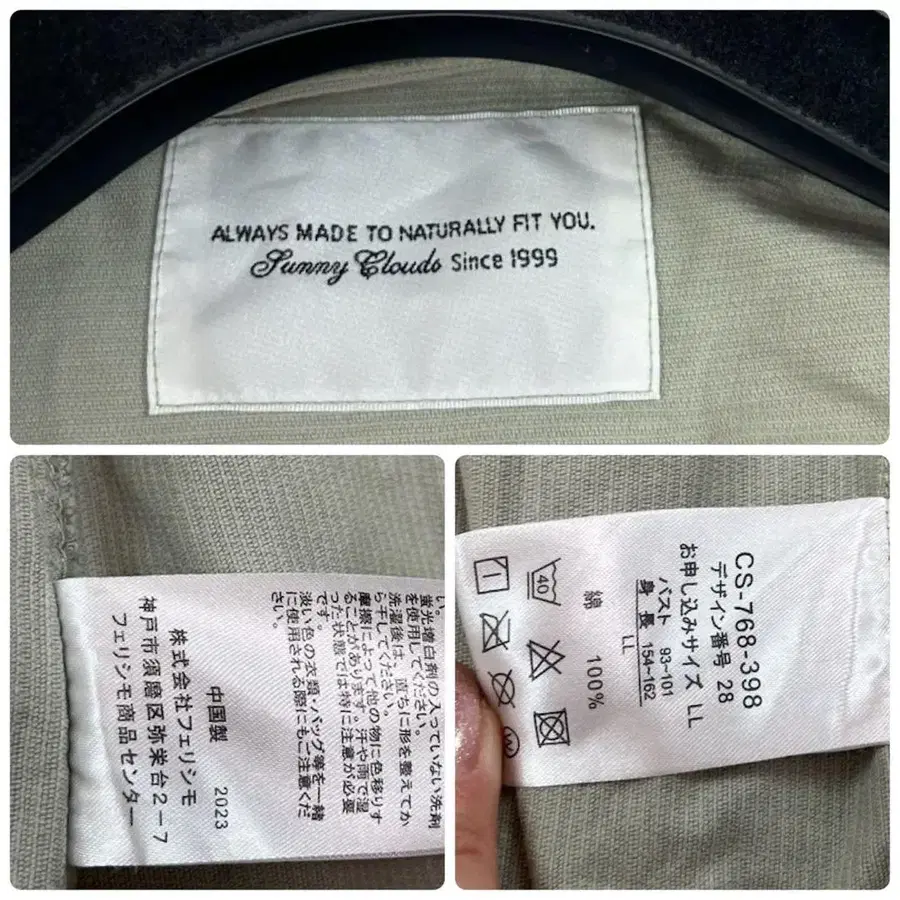 ALWAYS MADE TO NATURALLY FIT YOU.
Sunny Clouds Since 1999
い。
蛍光増白剤の入っていない洗剤
を使用してください。
洗濯後は、直ちに形を整えてか
ら干してください。
摩擦によって他の物に色移りす
ることがあります。汗や雨で湿
った状態では特に注意が必要
です。
淡い色の衣類・バッグ等を一緒
に使用される際にもご注意くだ
さい。
中国製 2023
株式会社フェリシモ
神戸市須磨区弥栄台2-7
フェリシモ商品センター
CS-768-398
デザイン番号 28
お申し込みサイズ LL
バスト 93~101
身長 154~162
LL
綿 100%
40
W